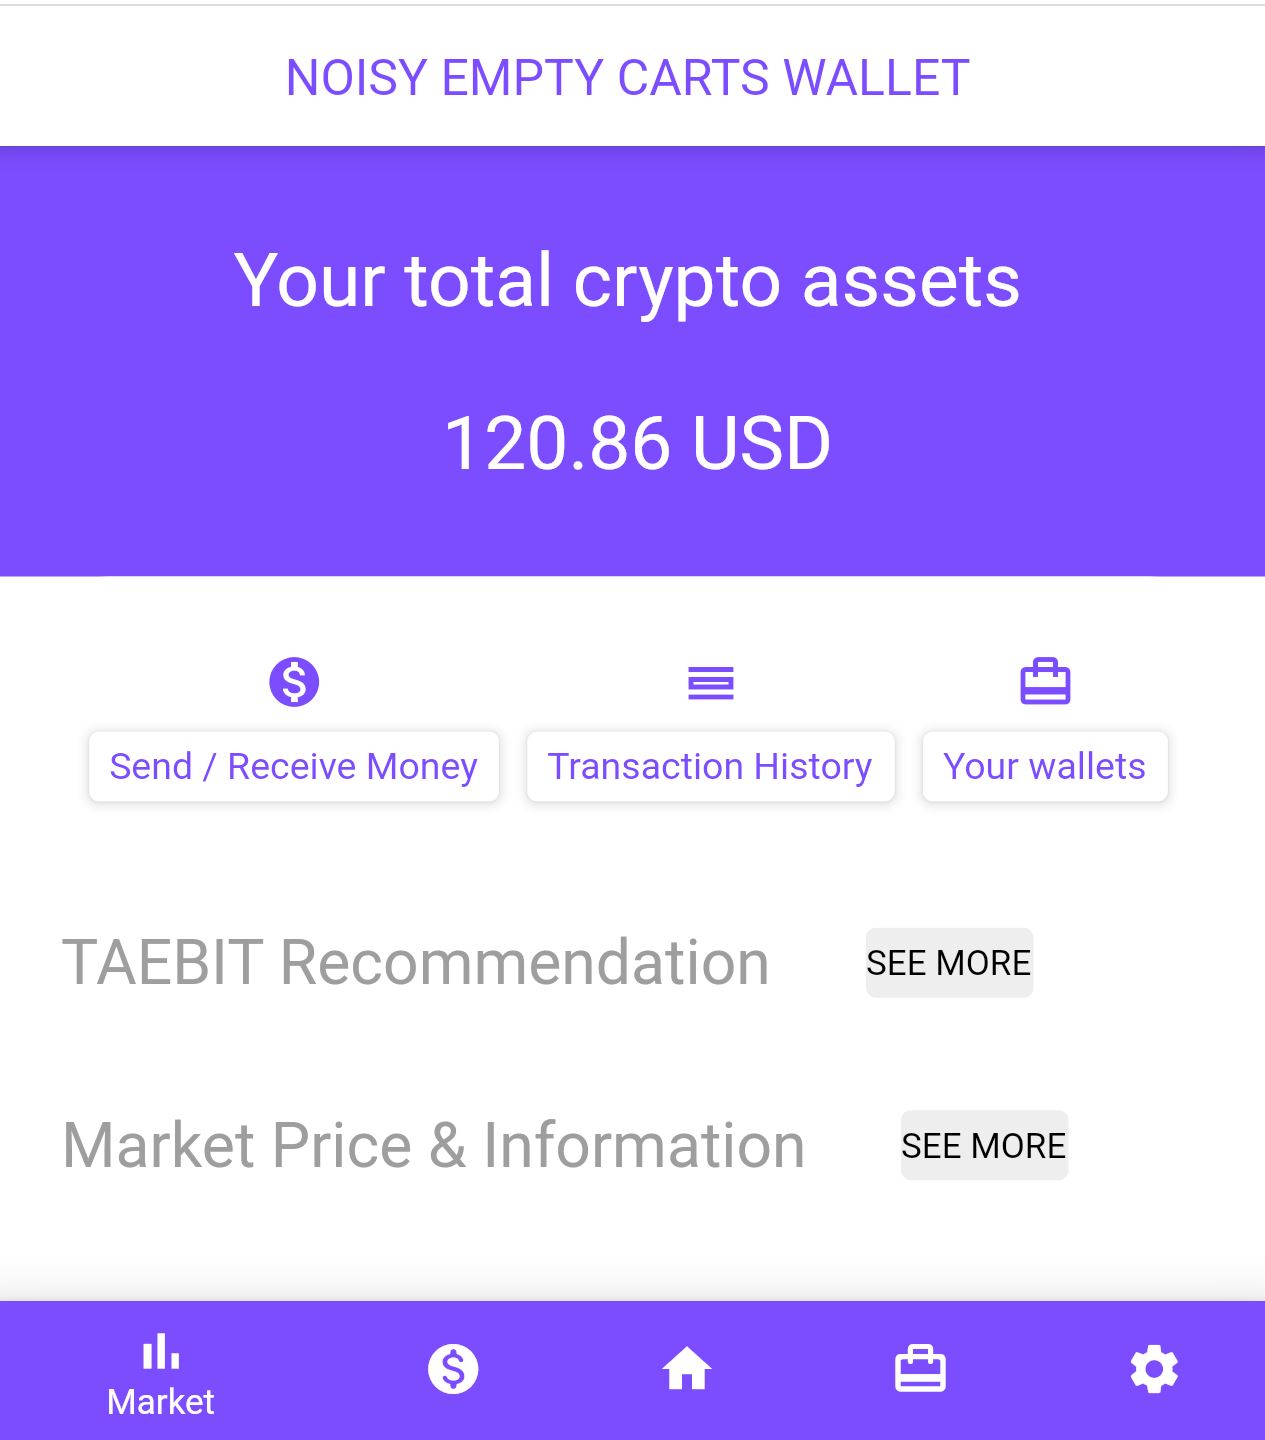 NOISY EMPTY CARTS WALLET
Your total crypto assets
120.86 USD
Send / Receive Money
Transaction History
Your wallets
TAEBIT Recommendation
SEE MORE
Market Price & Information
SEE MORE
Market